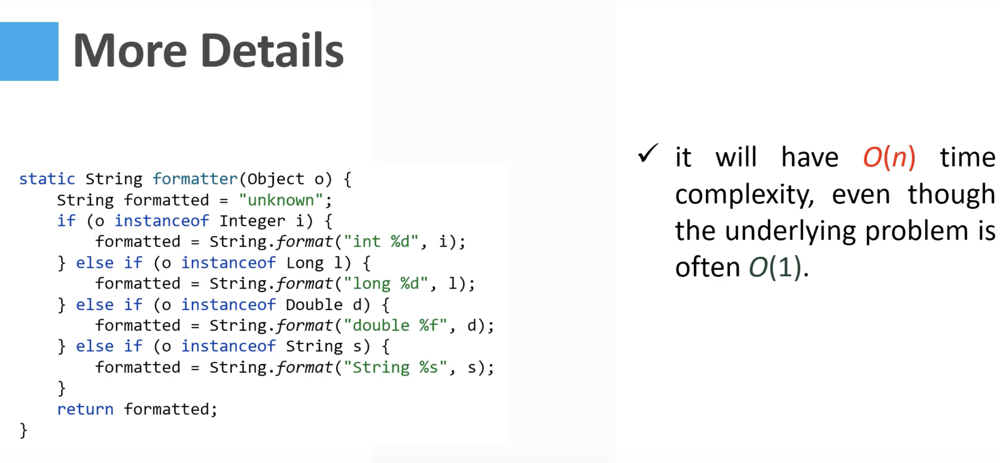 More Details
static String formatter(Object o) {
    String formatted = "unknown";
    if (o instanceof Integer i) {
        formatted = String.format("int %d", i);
    } else if (o instanceof Long l) {
        formatted = String.format("long %d", l);
    } else if (o instanceof Double d) {
        formatted = String.format("double %f", d);
    } else if (o instanceof String s) {
        formatted = String.format("String %s", s);
    }
    return formatted;
}
✓ it will have O(n) time
complexity, even though
the underlying problem is
often O(1).